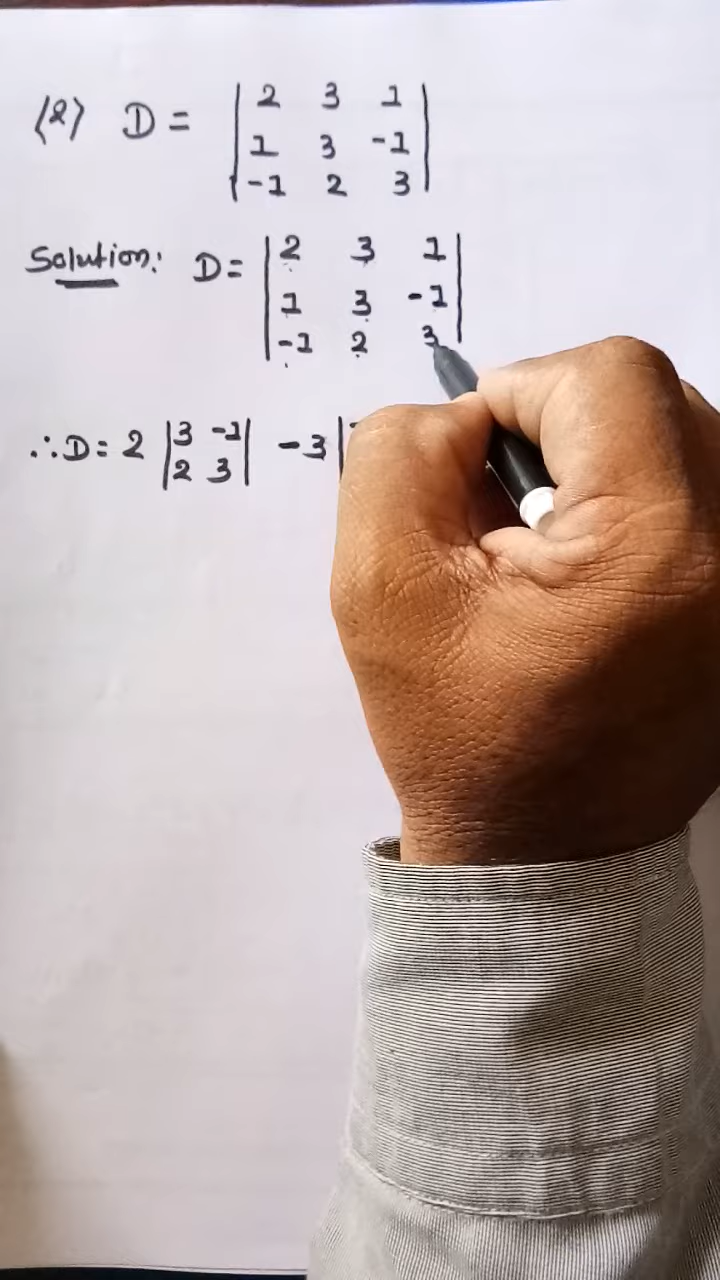 (2) D = | 2 3 1 |
| 1 3 -1 |
| -1 2 3 |
Solution: D = | 2 3 1 |
| 1 3 -1 |
| -1 2 3 |
∴ D = 2 | 3 -1 | - 3 |
| 2 3 |